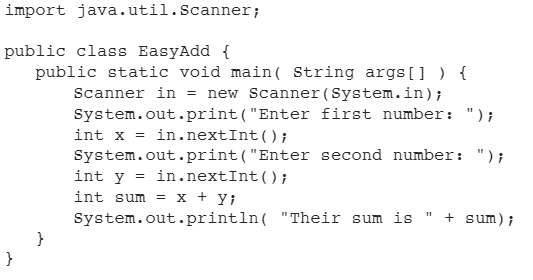 import java.util.Scanner;
public class EasyAdd {
public static void main( String args[] ) {
Scanner in = new Scanner(System.in);
System.out.print("Enter first number: ");
int x = in.nextInt();
System.out.print("Enter second number: ");
int y = in.nextInt();
int sum = x + y;
System.out.println( "Their sum is " + sum);
}
}